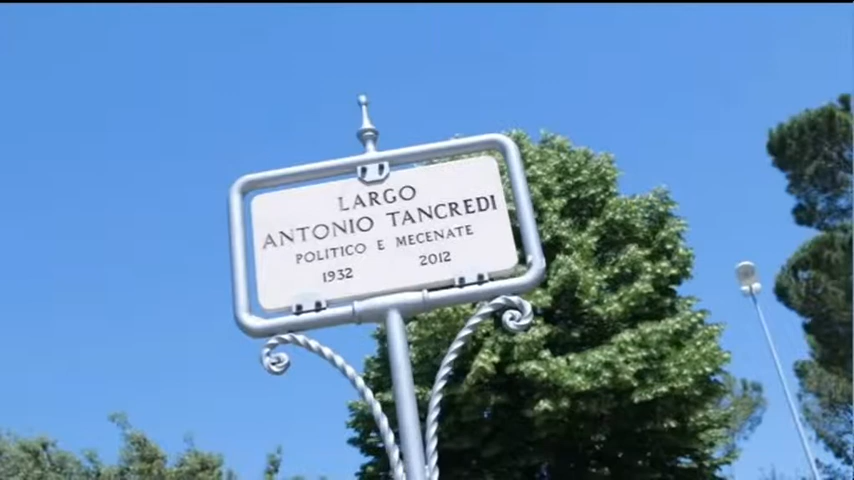 LARGO
ANTONIO TANCREDI
POLITICO E MECENATE
1932 2012